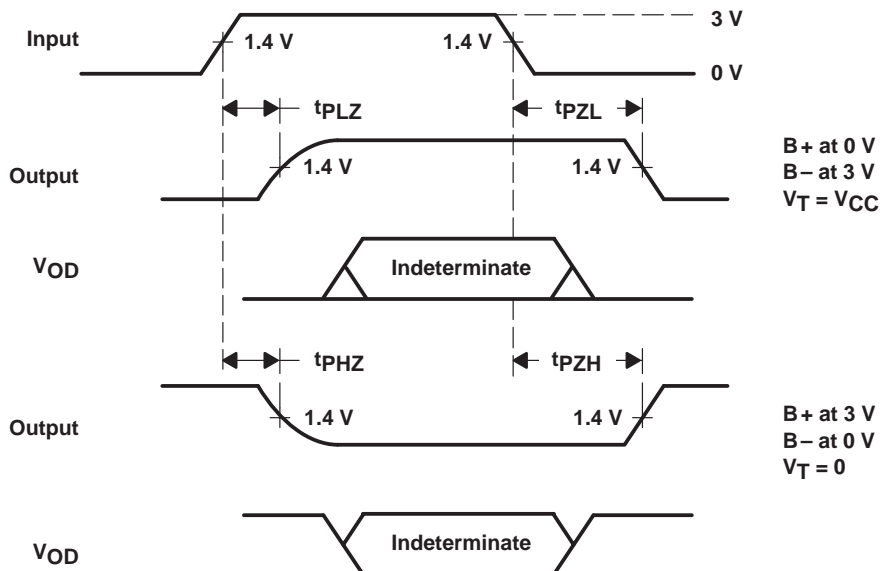 3 V
Input
1.4 V
1.4 V
0 V
tPLZ
tPZL
B+ at 0 V
B– at 3 V
VT = VCC
Output
1.4 V
1.4 V
VOD
Indeterminate
tPHZ
tPZH
Output
1.4 V
1.4 V
B+ at 3 V
B– at 0 V
VT = 0
VOD
Indeterminate